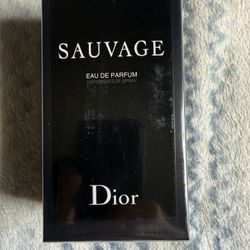 SAUVAGE
EAU DE PARFUM
VAPORISATEUR SPRAY
Dior